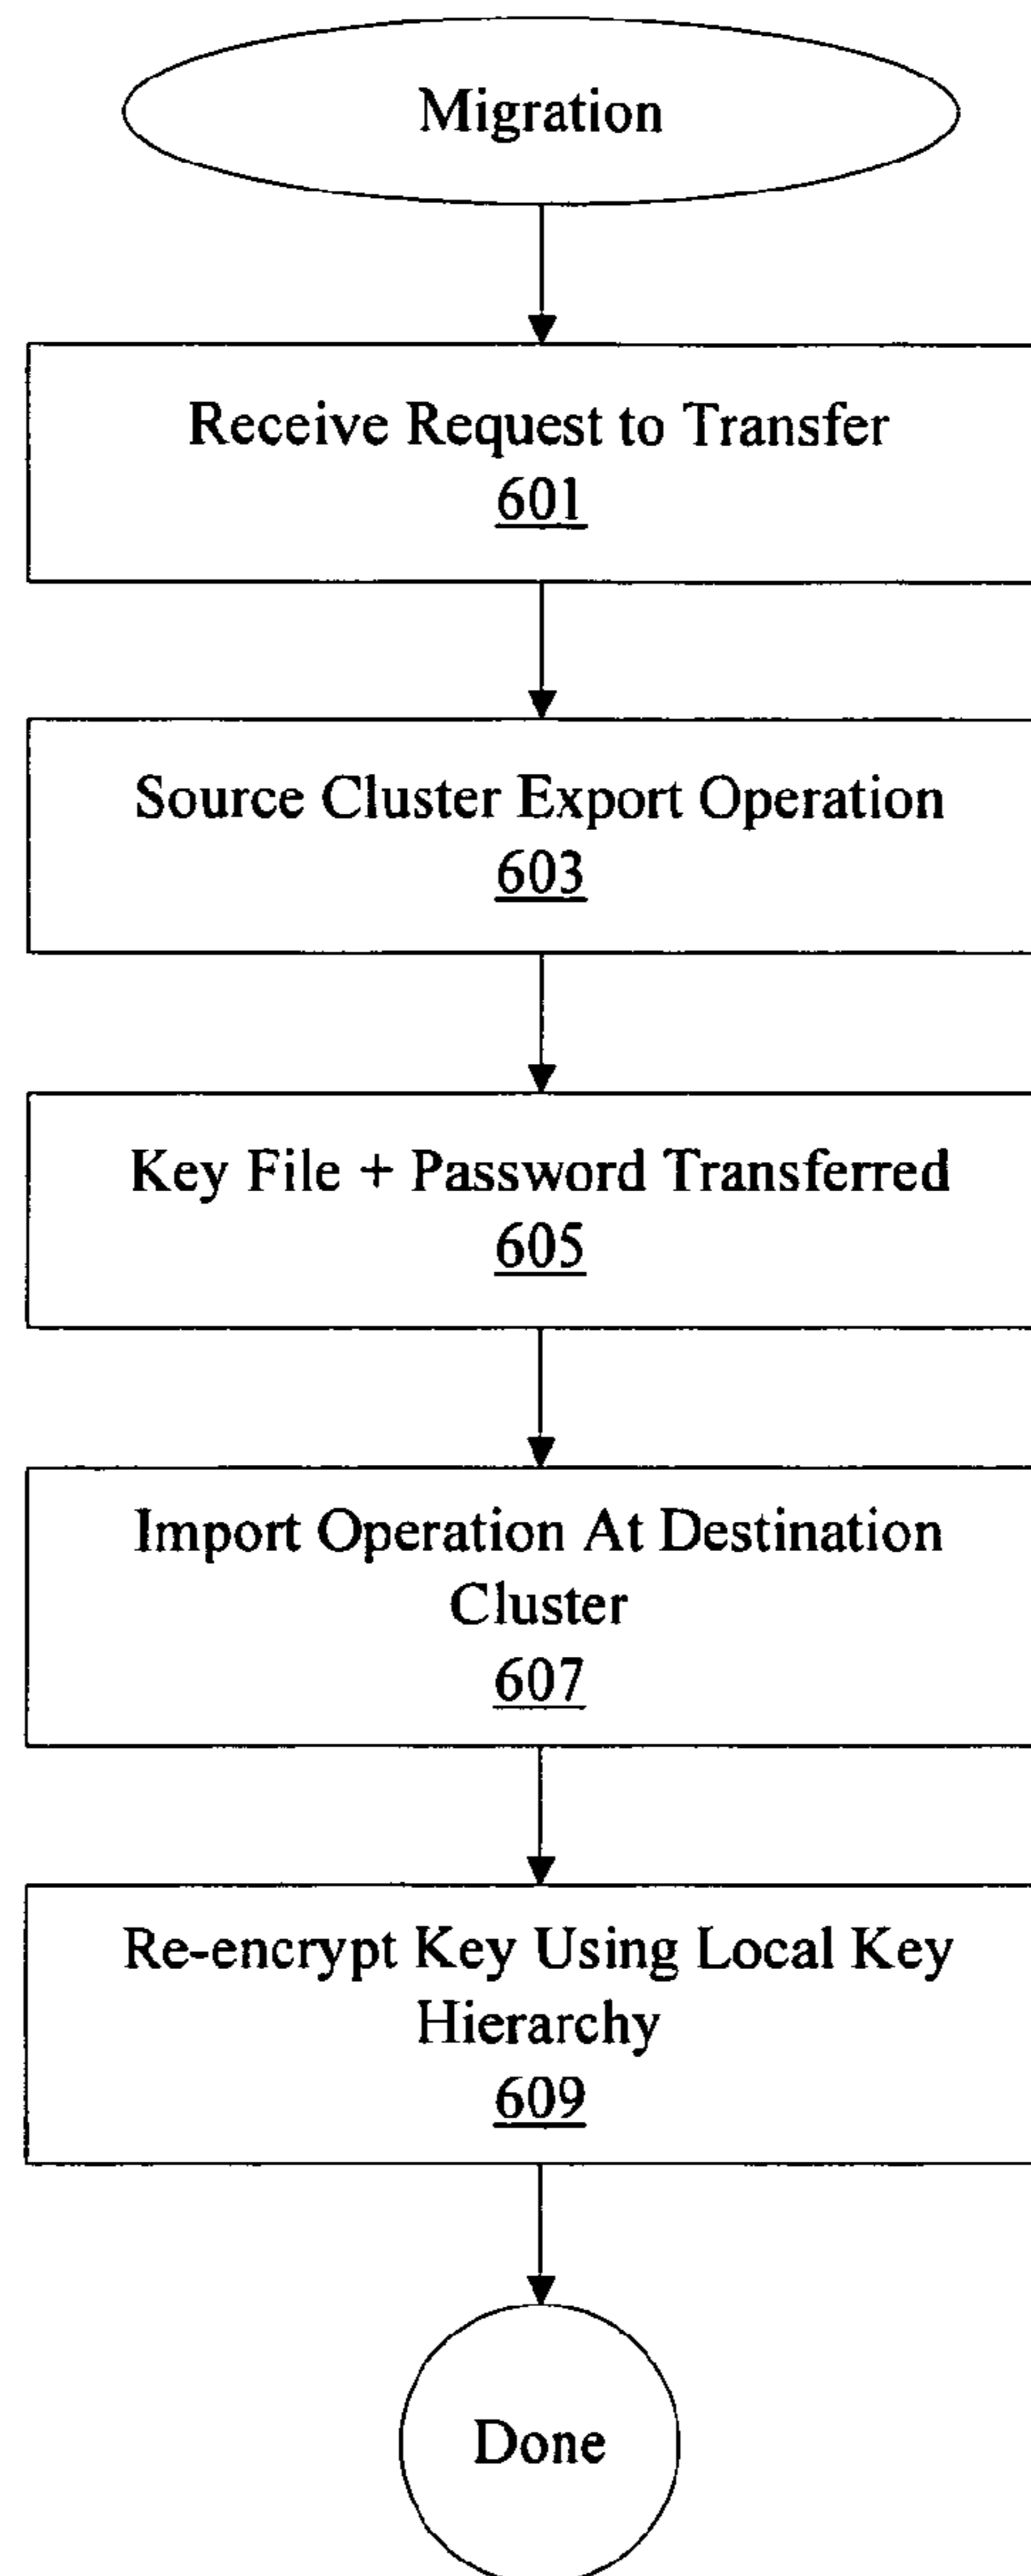 Migration
Receive Request to Transfer
601
Source Cluster Export Operation
603
Key File + Password Transferred
605
Import Operation At Destination
Cluster
607
Re-encrypt Key Using Local Key
Hierarchy
609
Done